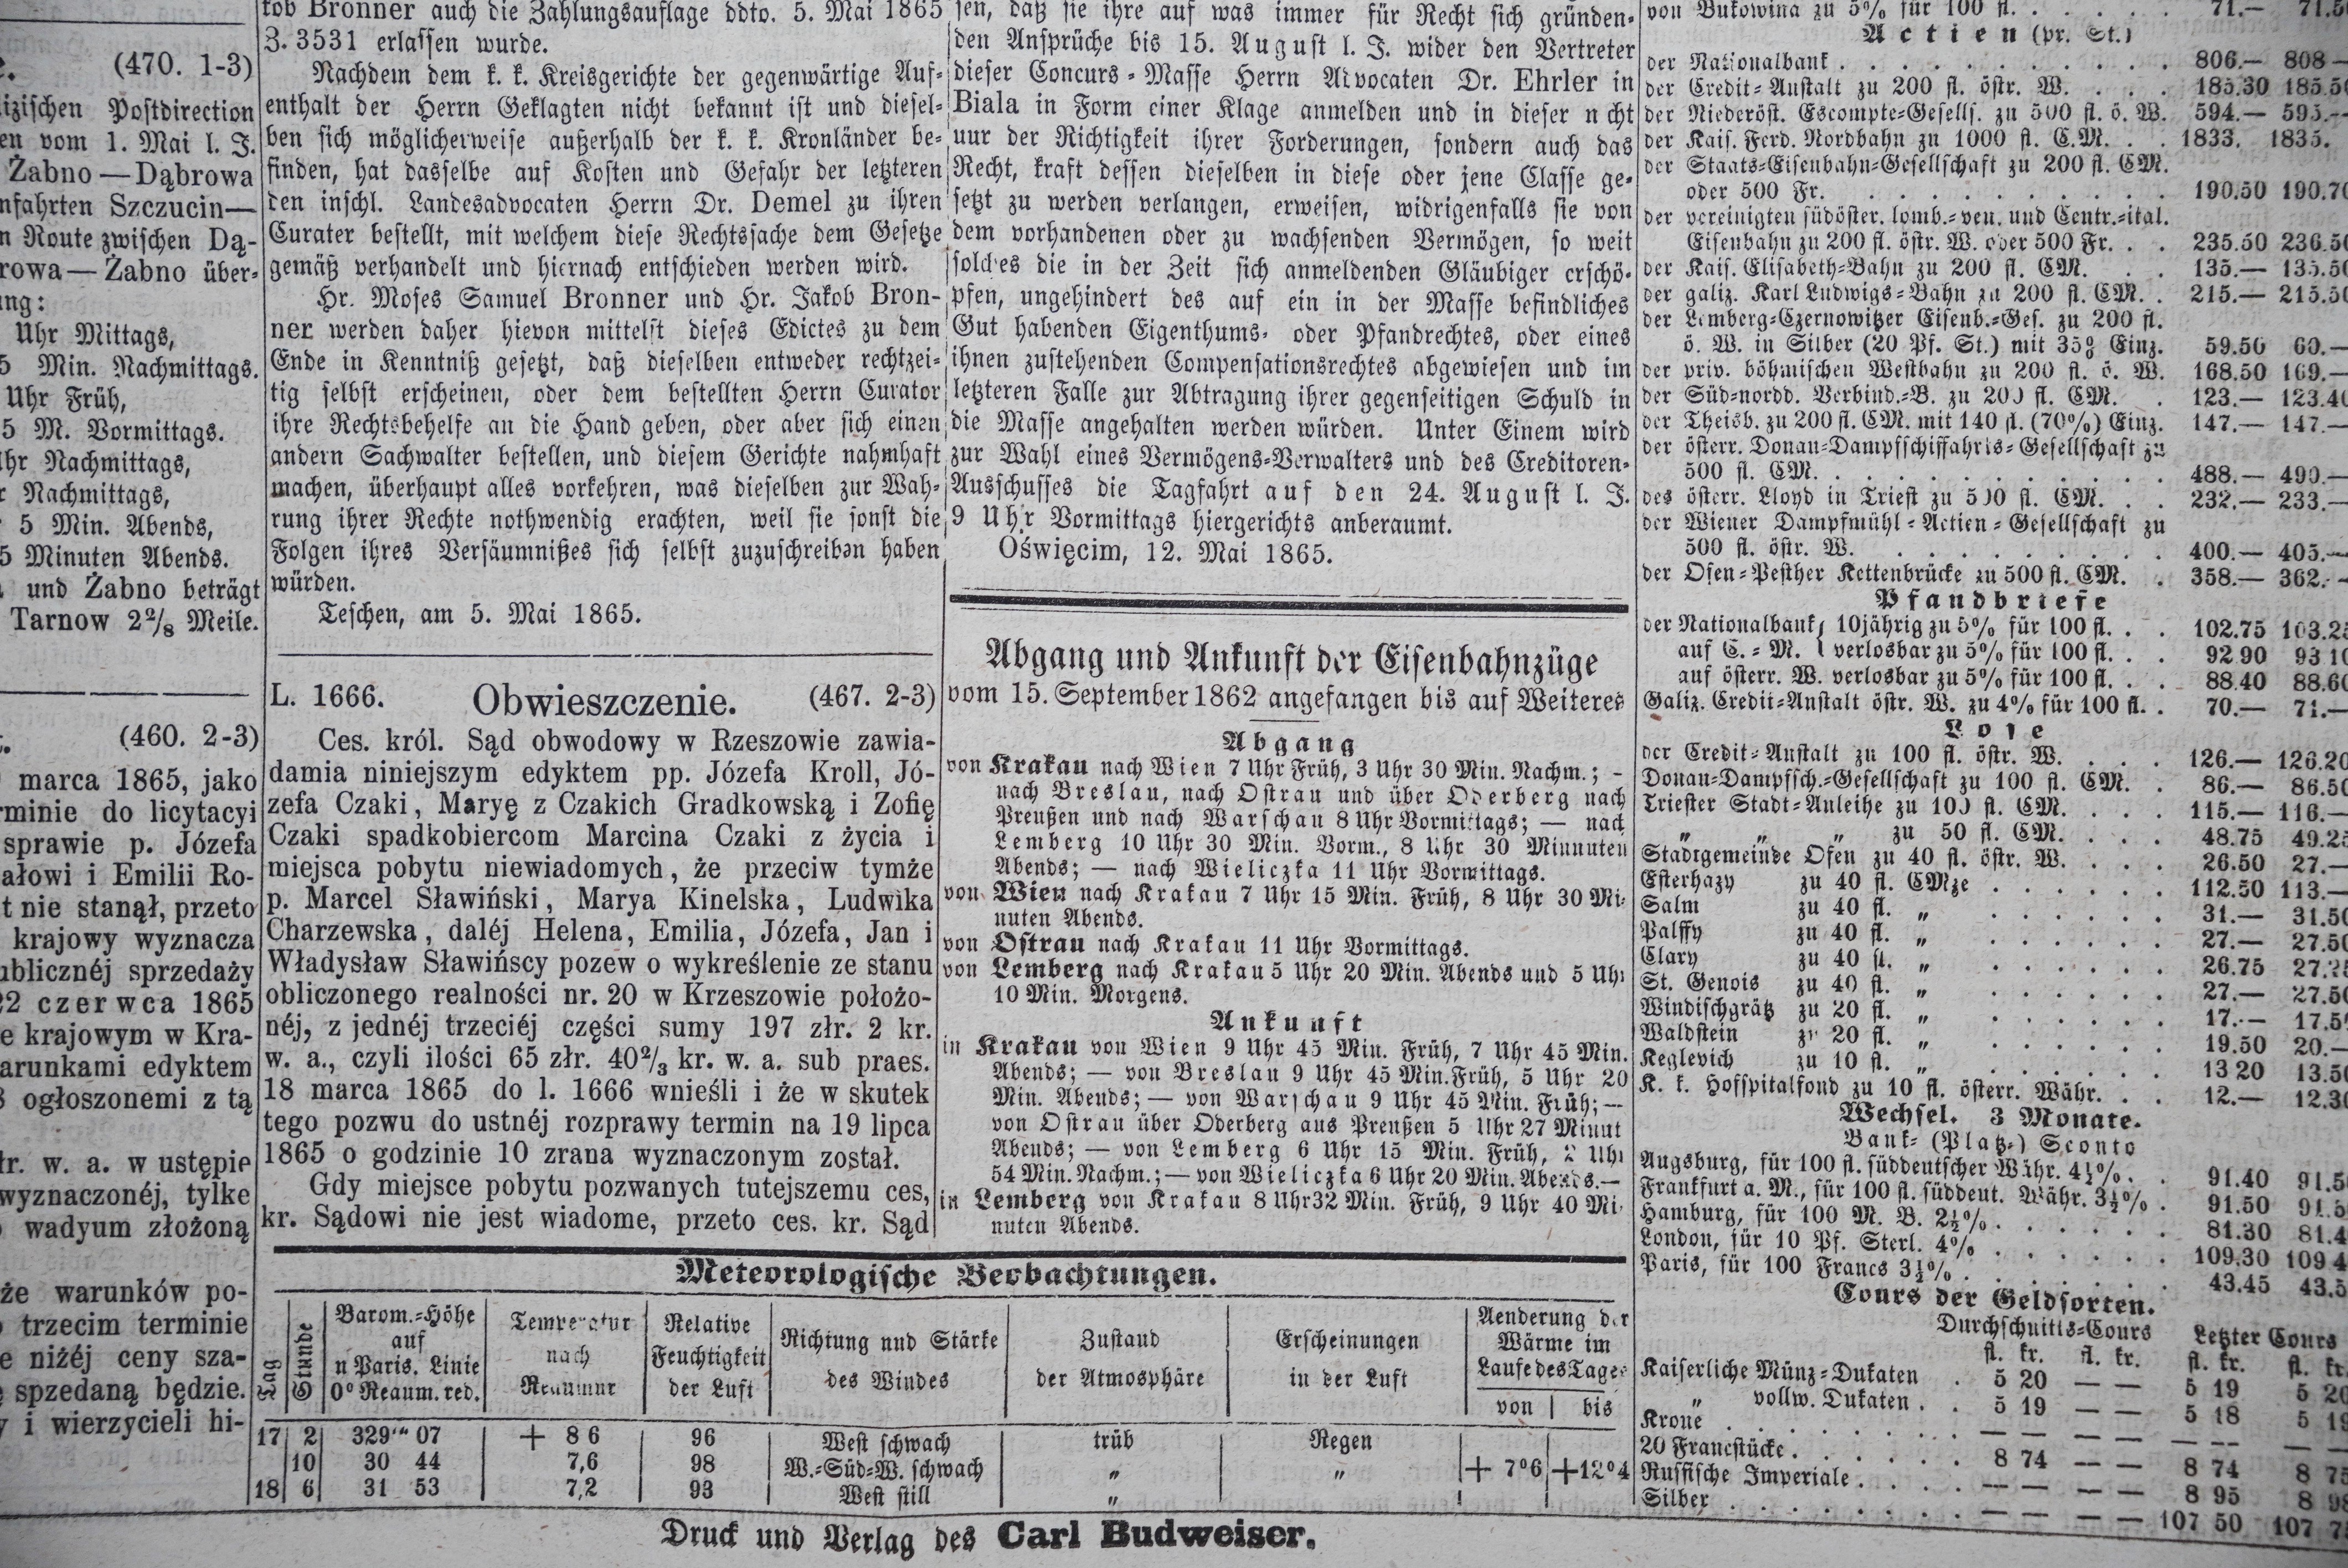 (470. 1-3)
izischen Postdirection
en vom 1. Mai l. J.
Żabno — Dąbrowa
nfahrten Szczucin—
n Route zwischen Dą-
rowa — Żabno über-
ng:
Uhr Mittags,
5 Min. Nachmittags.
Uhr Früh,
5 M. Vormittags.
hr Nachmittags,
r Nachmittags,
5 Min. Abends,
5 Minuten Abends.
und Żabno beträgt
Tarnow 2²/₈ Meile.
(460. 2-3)
marca 1865, jako
rminie do licytacyi
sprawie p. Józefa
ałowi i Emilii Ro-
t nie stanął, przeto
krajowy wyznacza
ublicznéj sprzedaży
22 czerwca 1865
e krajowym w Kra-
arunkami edyktem
8 ogłoszonemi z tą
łr. w. a. w ustępie
wyznaczonéj, tylke
wadyum złożoną
że warunków po-
trzecim terminie
e niżéj ceny sza-
spzedaną będzie.
i wierzycieli hi-
kob Bronner auch die Zahlungsauflage ddto. 5. Mai 1865
Z. 3531 erlassen wurde.
Nachdem dem k. k. Kreisgerichte der gegenwärtige Auf-
enthalt der Herrn Geklagten nicht bekannt ist und diesel-
ben sich möglicherweise außerhalb der k. k. Kronländer be-
finden, hat dasselbe auf Kosten und Gefahr der letzteren
den inschl. Landesadvocaten Herrn Dr. Demel zu ihren
Curater bestellt, mit welchem diese Rechtssache dem Gesetze
gemäß verhandelt und hiernach entschieden werden wird.
Hr. Moses Samuel Bronner und Hr. Jakob Bron-
ner werden daher hievon mittelst dieses Edictes zu dem
Ende in Kenntniß gesetzt, daß dieselben entweder rechtzei-
tig selbst erscheinen, oder dem bestellten Herrn Curator
ihre Rechtsbehelfe an die Hand geben, oder aber sich einen
andern Sachwalter bestellen, und diesem Gerichte nahmhaft
machen, überhaupt alles vorkehren, was dieselben zur Wah-
rung ihrer Rechte nothwendig erachten, weil sie sonst die
Folgen ihres Versäumnißes sich selbst zuzuschreiben haben
würden.
Teschen, am 5. Mai 1865.
L. 1666. Obwieszczenie. (467. 2-3)
Ces. król. Sąd obwodowy w Rzeszowie zawia-
damia niniejszym edyktem pp. Józefa Kroll, Jó-
zefa Czaki, Maryę z Czakich Gradkowską i Zofię
Czaki spadkobiercom Marcina Czaki z życia i
miejsca pobytu niewiadomych, że przeciw tymże
p. Marcel Sławiński, Marya Kinelska, Ludwika
Charzewska, daléj Helena, Emilia, Józefa, Jan i
Władysław Sławińscy pozew o wykreślenie ze stanu
obliczonego realności nr. 20 w Krzeszowie położo-
néj, z jednéj trzeciéj części sumy 197 złr. 2 kr.
w. a., czyli ilości 65 złr. 40²/₃ kr. w. a. sub praes.
18 marca 1865 do l. 1666 wnieśli i że w skutek
tego pozwu do ustnéj rozprawy termin na 19 lipca
1865 o godzinie 10 zrana wyznaczonym został.
Gdy miejsce pobytu pozwanych tutejszemu ces,
kr. Sądowi nie jest wiadome, przeto ces. kr. Sąd
sen, daß sie ihre auf was immer für Recht sich gründen-
den Ansprüche bis 15. August l. J. wider den Vertreter
dieser Concurs-Masse Herrn Advocaten Dr. Ehrler in
Biala in Form einer Klage anmelden und in dieser n cht
uur der Richtigkeit ihrer Forderungen, sondern auch das
Recht, kraft dessen dieselben in diese oder jene Classe ge-
setzt zu werden verlangen, erweisen, widrigenfalls sie von
dem vorhandenen oder zu wachsenden Vermögen, so weit
solches die in der Zeit sich anmeldenden Gläubiger erschö-
pfen, ungehindert des auf ein in der Masse befindliches
Gut habenden Eigenthums- oder Pfandrechtes, oder eines
ihnen zustehenden Compensationsrechtes abgewiesen und im
letzteren Falle zur Abtragung ihrer gegenseitigen Schuld in
die Masse angehalten werden würden. Unter Einem wird
zur Wahl eines Vermögens-Verwalters und des Creditoren-
Ausschusses die Tagfahrt auf den 24. August l. J.
9 Uhr Vormittags hiergerichts anberaumt.
Oświęcim, 12. Mai 1865.
Abgang und Ankunft der Eisenbahnzüge
vom 15. September 1862 angefangen bis auf Weiteres
Abgang
von Krakau nach Wien 7 Uhr Früh, 3 Uhr 30 Min. Nachm.; -
nach Breslau, nach Ostrau und über Oderberg nach
Preußen und nach Warschau 8 Uhr Vormittags; — nach
Lemberg 10 Uhr 30 Min. Vorm., 8 Uhr 30 Minnuten
Abends; — nach Wieliczka 11 Uhr Vormittags.
von Wien nach Krakau 7 Uhr 15 Min. Früh, 8 Uhr 30 Mi-
nuten Abends.
von Ostrau nach Krakau 11 Uhr Vormittags.
von Lemberg nach Krakau 5 Uhr 20 Min. Abends und 5 Uhr
10 Min. Morgens.
Ankunft
in Krakau von Wien 9 Uhr 45 Min. Früh, 7 Uhr 45 Min.
Abends; — von Breslau 9 Uhr 45 Min. Früh, 5 Uhr 20
Min. Abends; — von Warschau 9 Uhr 45 Min. Früh; —
von Ostrau über Oderberg aus Preußen 5 Uhr 27 Minut
Abends; — von Lemberg 6 Uhr 15 Min. Früh, 2 Uhr
54 Min. Nachm.; — von Wieliczka 6 Uhr 20 Min. Abends. —
in Lemberg von Krakau 8 Uhr 32 Min. Früh, 9 Uhr 40 Mi-
nuten Abends.
von Bukowina zu 5% für 100 fl. 71.— 71.5
Actien (pr. St.)
der Nationalbank 806.— 808—
der Credit-Anstalt zu 200 fl. östr. W. 185.30 185.50
der Niederöst. Escompte-Gesells. zu 500 fl. ö. W. 594.— 595.—
der Kais. Ferd. Nordbahn zu 1000 fl. C.M. 1833. 1835.
der Staats-Eisenbahn-Gesellschaft zu 200 fl. CM.
oder 500 Fr. 190.50 190.70
der vereinigten südöster. lomb.-ven. und Centr.-ital.
Eisenbahn zu 200 fl. östr. W. oder 500 Fr. 235.50 236.50
der Kais. Elisabeth-Bahn zu 200 fl. CM. 135.— 135.50
der galiz. Karl Ludwigs-Bahn zu 200 fl. CM. 215.— 215.50
der Lemberg-Czernowitzer Eisenb.-Ges. zu 200 fl.
ö. W. in Silber (20 Pf. St.) mit 35% Einz. 59.50 60.—
der priv. böhmischen Westbahn zu 200 fl. ö. W. 168.50 169.—
der Süd-nordd. Verbind.-B. zu 200 fl. CM. 123.— 123.40
der Theisb. zu 200 fl. CM. mit 140 fl. (70%) Einz. 147.— 147.—
der österr. Donau-Dampfschiffahrts-Gesellschaft zu
500 fl. CM. 488.— 490.—
des österr. Lloyd in Triest zu 500 fl. CM. 232.— 233.—
der Wiener Dampfmühl-Actien-Gesellschaft zu
500 fl. östr. W. 400.— 405.—
der Ofen-Pesther Kettenbrücke zu 500 fl. CM. 358.— 362.—
Pfandbriefe
der Nationalbank 10jährig zu 5% für 100 fl. 102.75 103.25
auf C.-M. verlosbar zu 5% für 100 fl. 92.90 93 10
auf österr. W. verlosbar zu 5% für 100 fl. 88.40 88.60
Galiz. Credit-Anstalt östr. W. zu 4% für 100 fl. 70.— 71.—
Lose
der Credit-Anstalt zu 100 fl. östr. W. 126.— 126.20
Donau-Dampfsch.-Gesellschaft zu 100 fl. CM. 86.— 86.50
Triester Stadt-Anleihe zu 100 fl. CM. 115.— 116.—
„ „ „ zu 50 fl. CM. 48.75 49.25
Stadtgemeinde Ofen zu 40 fl. östr. W. 26.50 27.—
Esterhazy zu 40 fl. CMze 112.50 113.—
Salm zu 40 fl. „ 31.— 31.50
Palffy zu 40 fl. „ 27.— 27.50
Clary zu 40 fl. „ 26.75 27.25
St. Genois zu 40 fl. „ 27.— 27.50
Windischgrätz zu 20 fl. „ 17.— 17.5
Waldstein zu 20 fl. „ 19.50 20.—
Keglevich zu 10 fl. „ 13 20 13.50
K. k. Hofspitalfond zu 10 fl. österr. Währ. 12.— 12.30
Wechsel. 3 Monate.
Bank- (Platz-) Sconto
Augsburg, für 100 fl. süddeutscher Währ. 4½%. 91.40 91.5
Frankfurt a. M., für 100 fl. süddeut. Währ. 3½% 91.50 91.5
Hamburg, für 100 M. B. 2½%. 81.30 81.4
London, für 10 Pf. Sterl. 4% 109.30 109 4
Paris, für 100 Francs 3½%. 43.45 43.5
Cours der Geldsorten.
Durchschnitts-Cours Letzter Cours
fl. kr. fl. kr. fl. kr. fl. kr.
Kaiserliche Münz-Dukaten 5 20 — — 5 19 5 20
„ vollw. Dukaten 5 19 — — 5 18 5 19
Krone — — — — — — — —
20 Francstücke 8 74 — — 8 74 8 75
Russische Imperiale — — — — 8 95 8 98
Silber — — — — 107 50 107 7
Meteorologische Beobachtungen.
Tag
Stunde
Barom.-Höhe
auf
n Paris. Linie
0° Reaum. red.
Temperatur
nach
Reaumur
Relative
Feuchtigkeit
der Luft
Richtung nnd Stärke
des Windes
Zustand
der Atmosphäre
Erscheinungen
in der Luft
Aenderung der
Wärme im
Laufe des Tages
von | bis
17 2 329‴ 07 + 8 6 96 West schwach trüb Regen
10 30 44 7,6 98 W.-Süd-W. schwach „ „ + 7°6 +12°4
18 6 31 53 7,2 93 West still „
Druck und Verlag des Carl Budweiser.